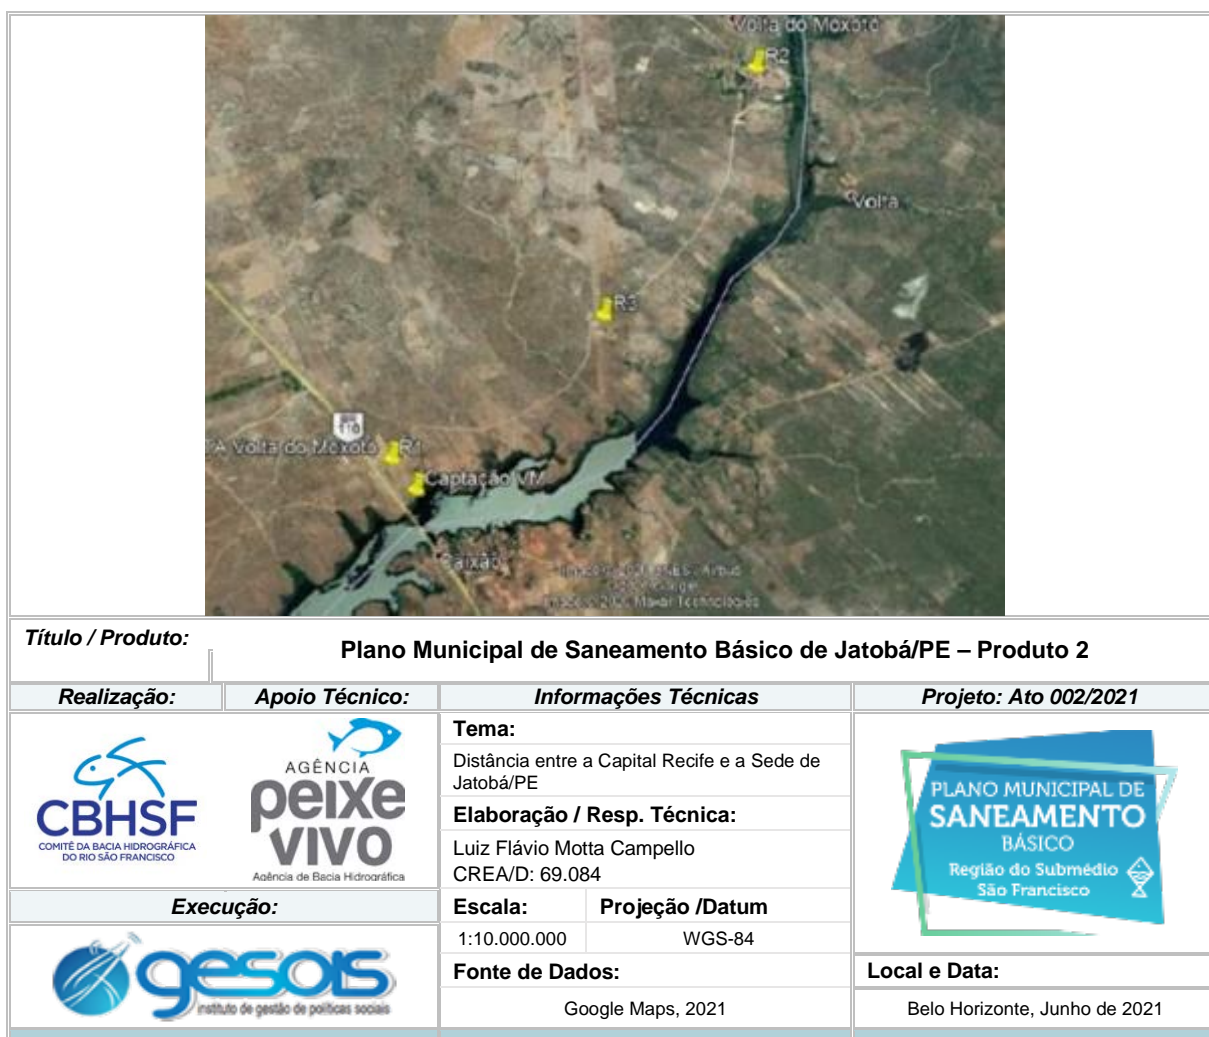 Volta do Moxotó
R2
Volta
R3
110
TA Volta do Moxotó
R1
Captação VM
Caixão
Título / Produto:
Plano Municipal de Saneamento Básico de Jatobá/PE – Produto 2
Realização:
Apoio Técnico:
Informações Técnicas
Projeto: Ato 002/2021
CBHSF
COMITÊ DA BACIA HIDROGRÁFICA
DO RIO SÃO FRANCISCO
AGÊNCIA
peixe
vivo
Agência de Bacia Hidrográfica
Tema:
Distância entre a Capital Recife e a Sede de
Jatobá/PE
Elaboração / Resp. Técnica:
Luiz Flávio Motta Campello
CREA/D: 69.084
PLANO MUNICIPAL DE
SANEAMENTO
BÁSICO
Região do Submédio
São Francisco
Execução:
Escala:
Projeção /Datum
1:10.000.000
WGS-84
gesois
instituto de gestão de políticas sociais
Fonte de Dados:
Google Maps, 2021
Local e Data:
Belo Horizonte, Junho de 2021